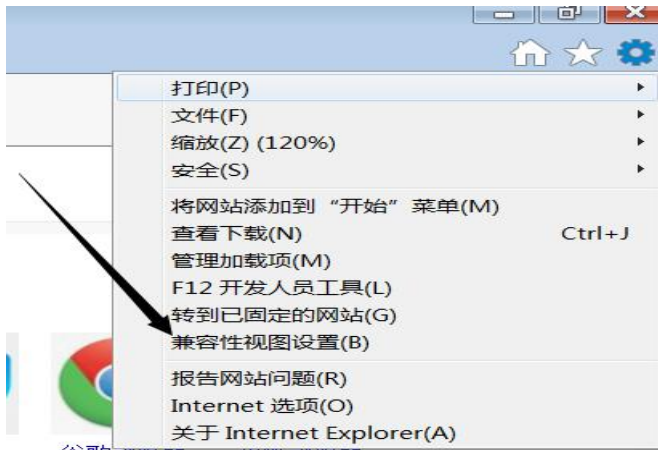 打印(P)
文件(F)
缩放(Z) (120%)
安全(S)
将网站添加到“开始”菜单(M)
查看下载(N) Ctrl+J
管理加载项(M)
F12 开发人员工具(L)
转到已固定的网站(G)
兼容性视图设置(B)
报告网站问题(R)
Internet 选项(O)
关于 Internet Explorer(A)